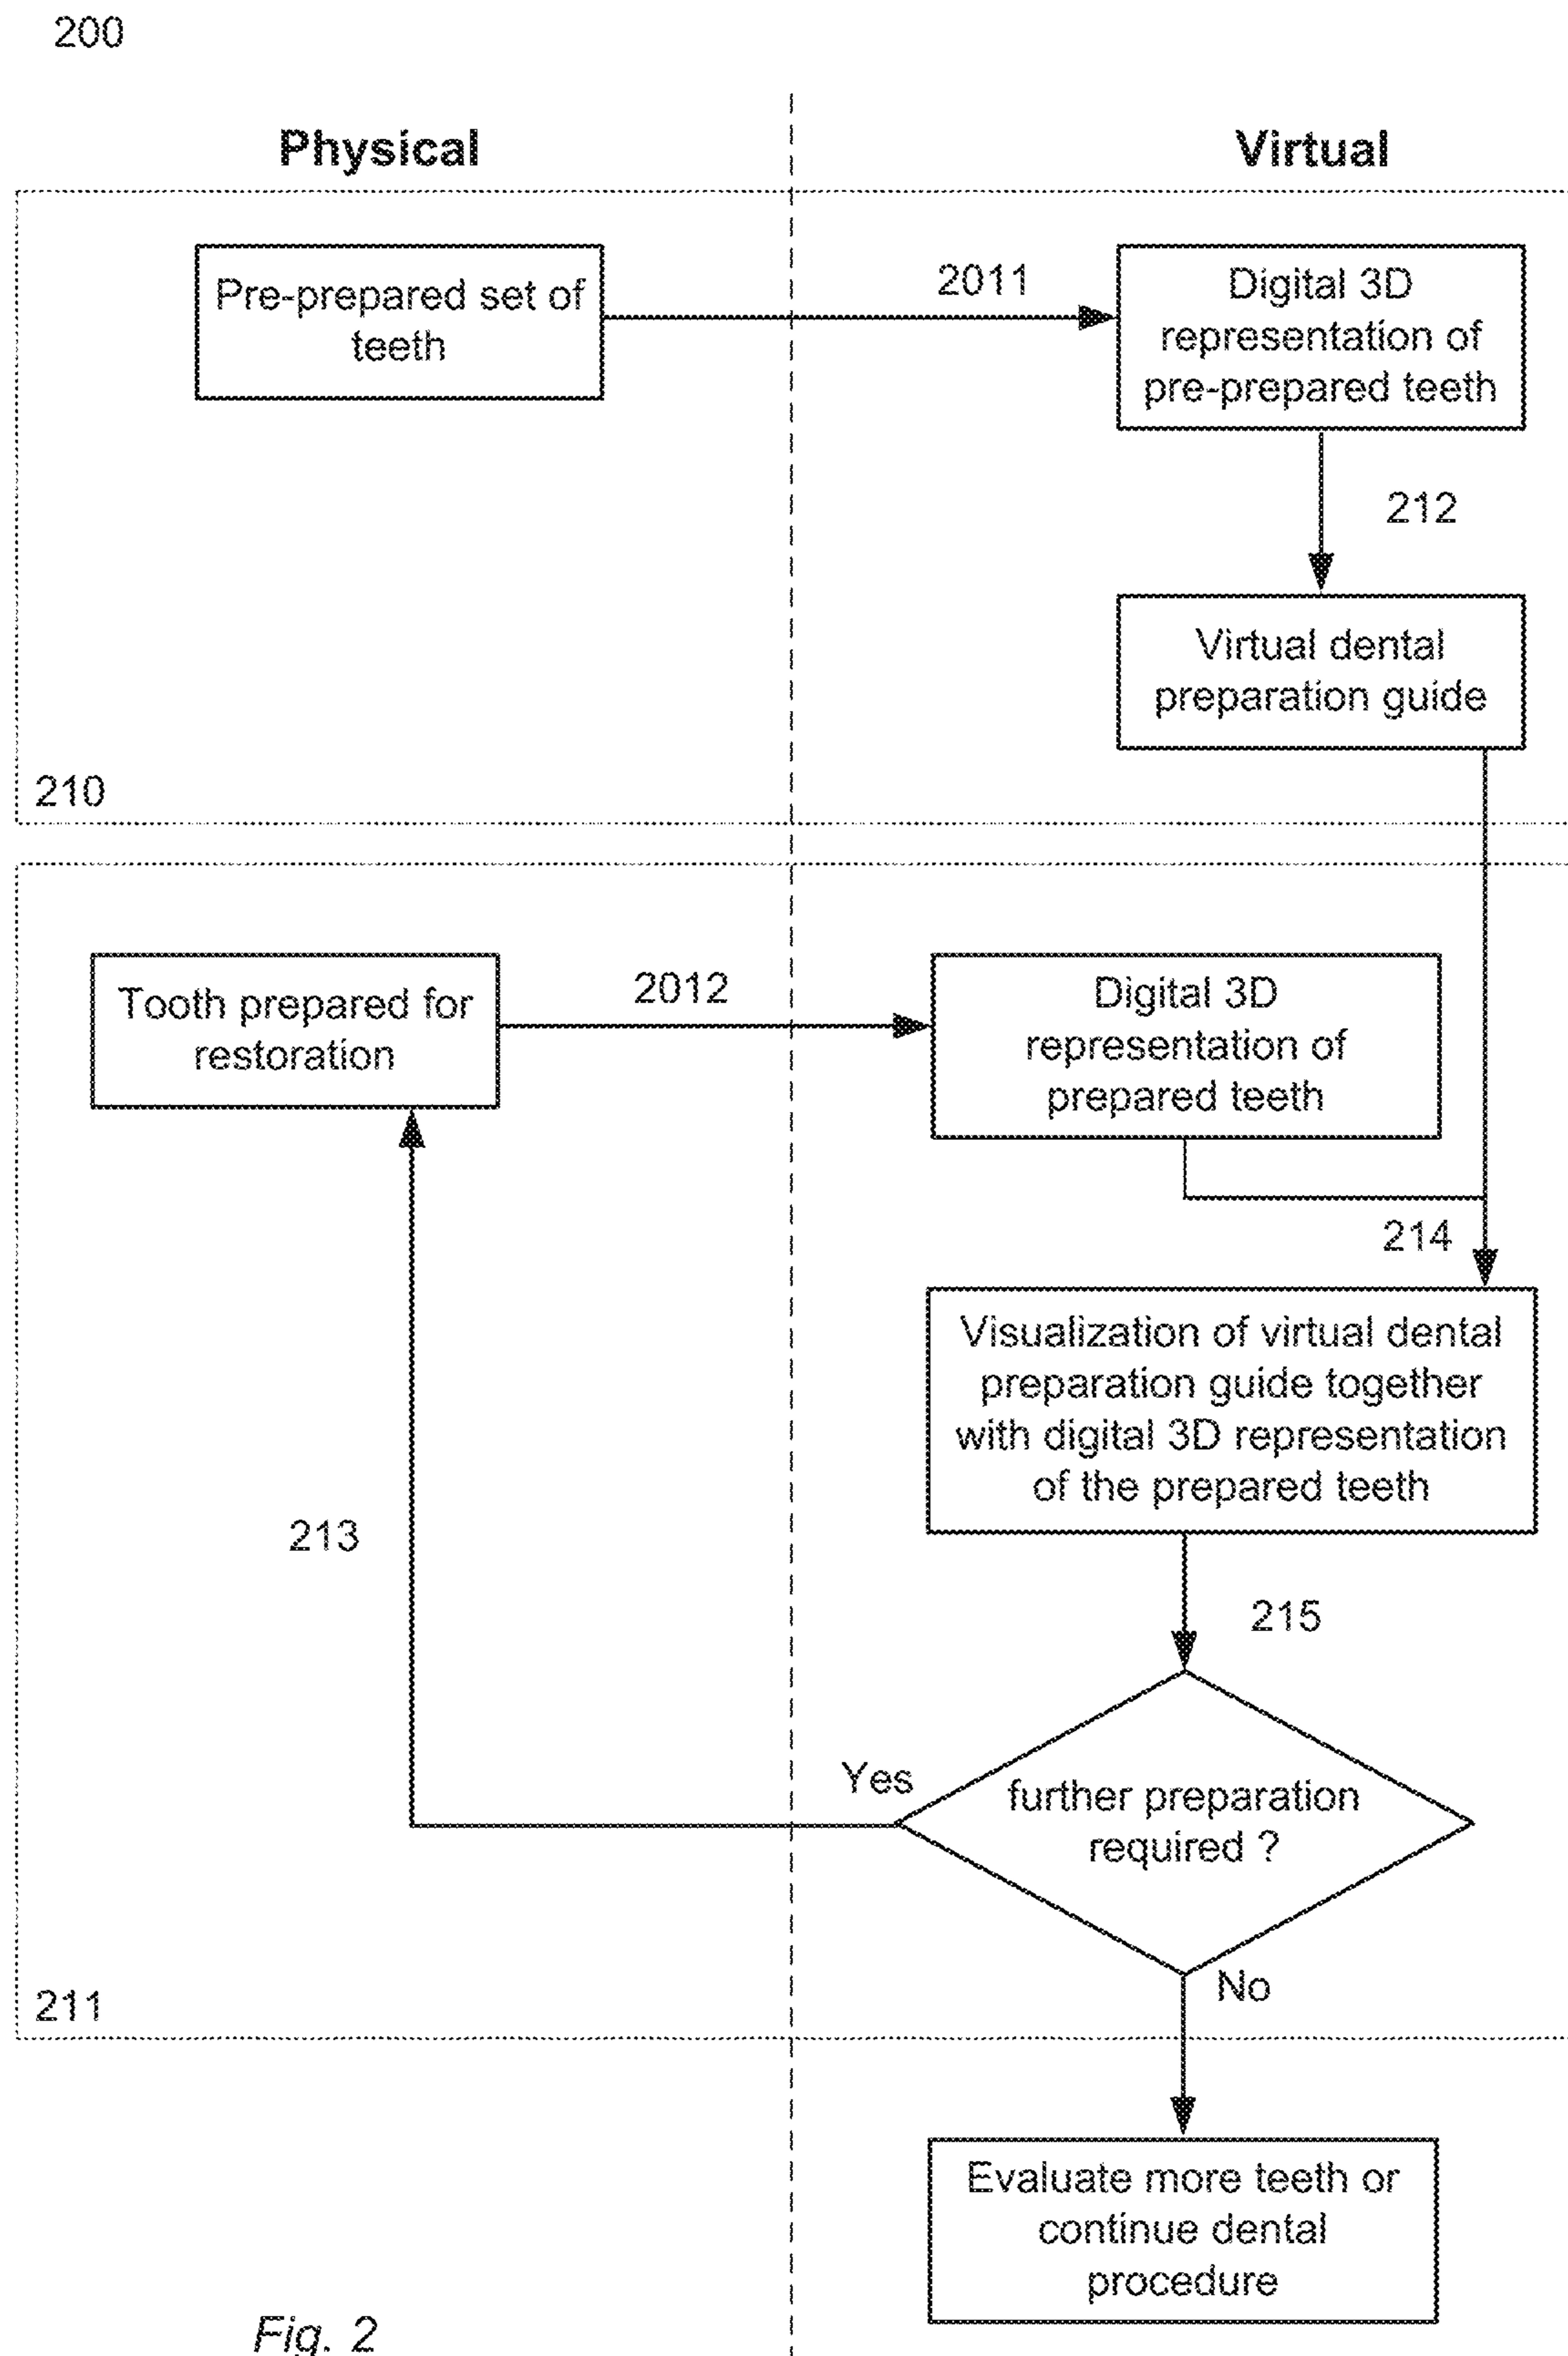 200
Physical
Virtual
Pre-prepared set of
teeth
2011
Digital 3D
representation of
pre-prepared teeth
212
Virtual dental
preparation guide
210
Tooth prepared for
restoration
2012
Digital 3D
representation of
prepared teeth
214
Visualization of virtual dental
preparation guide together
with digital 3D representation
of the prepared teeth
213
215
Yes
further preparation
required ?
No
211
Evaluate more teeth or
continue dental
procedure
Fig. 2